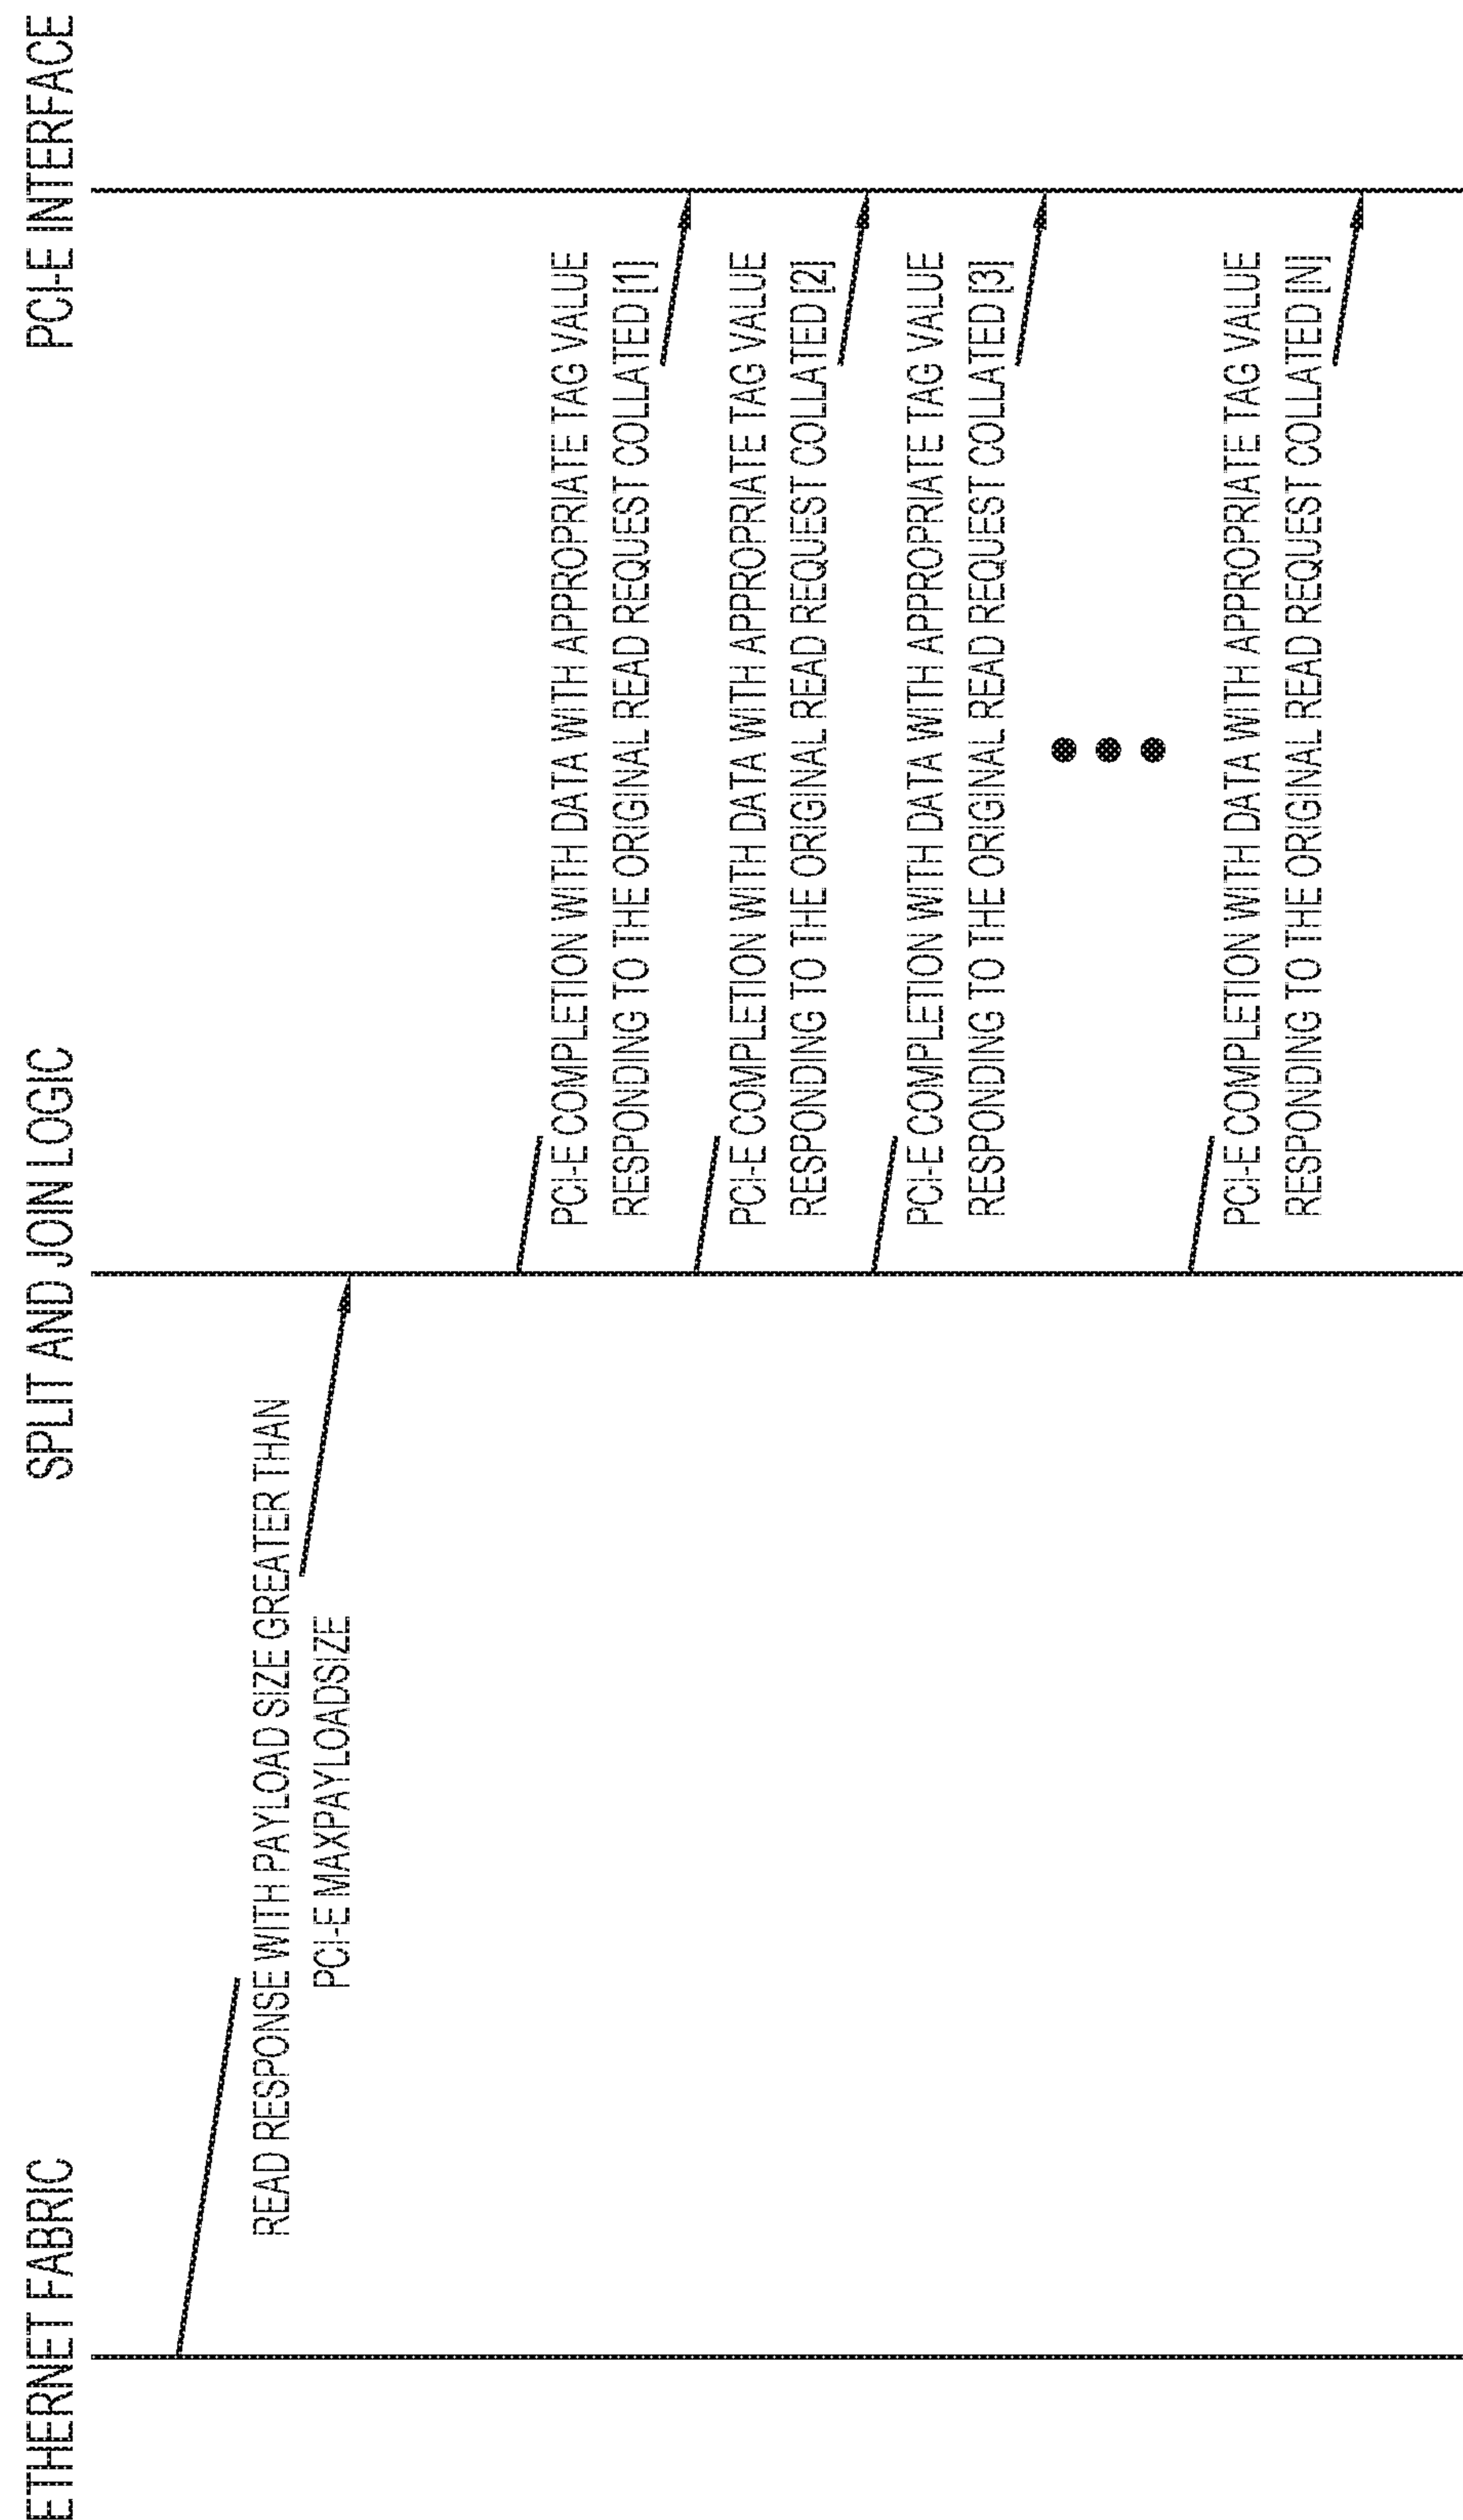 ETHERNET FABRIC
SPLIT AND JOIN LOGIC
PCI-E INTERFACE
READ RESPONSE WITH PAYLOAD SIZE GREATER THAN
PCI-E MAXPAYLOADSIZE
PCI-E COMPLETION WITH DATA WITH APPROPRIATE TAG VALUE
RESPONDING TO THE ORIGINAL READ REQUEST COLLATED [1]
PCI-E COMPLETION WITH DATA WITH APPROPRIATE TAG VALUE
RESPONDING TO THE ORIGINAL READ REQUEST COLLATED [2]
PCI-E COMPLETION WITH DATA WITH APPROPRIATE TAG VALUE
RESPONDING TO THE ORIGINAL READ REQUEST COLLATED [3]
PCI-E COMPLETION WITH DATA WITH APPROPRIATE TAG VALUE
RESPONDING TO THE ORIGINAL READ REQUEST COLLATED [N]